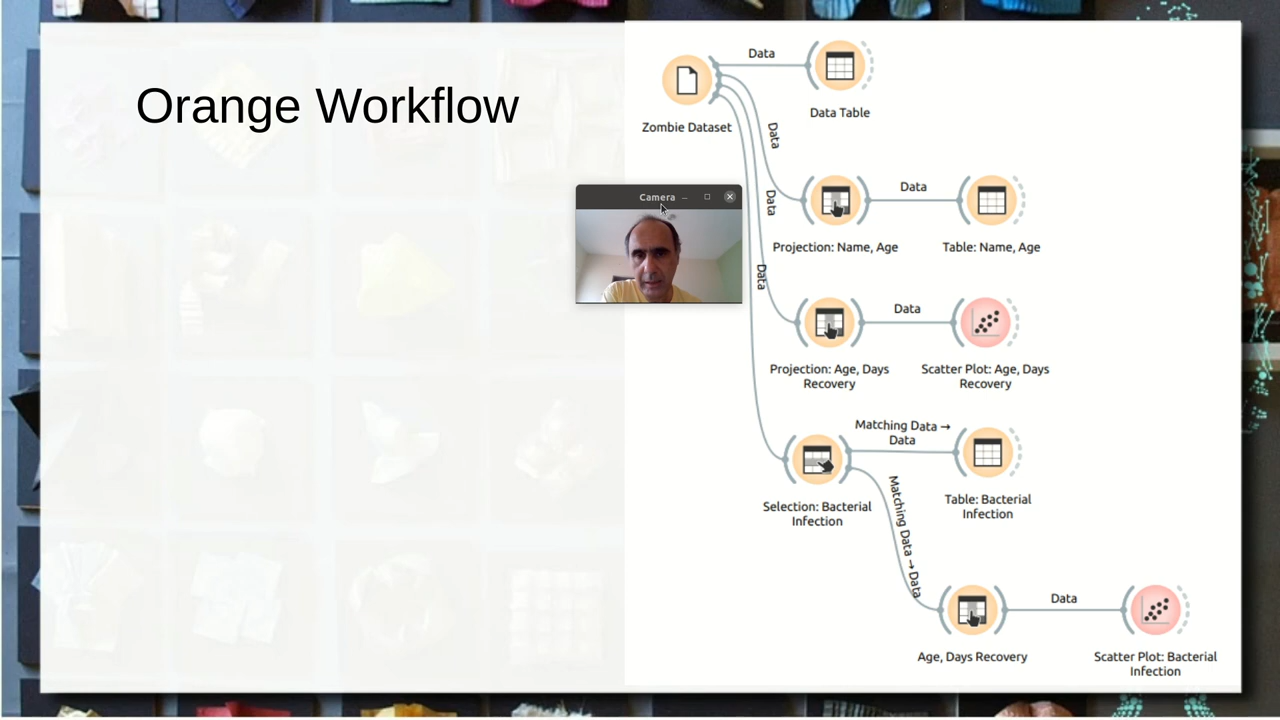 Orange Workflow
Data
Zombie Dataset
Data Table
Data
Camera
Data
Data
Projection: Name, Age
Table: Name, Age
Data
Data
Projection: Age, Days
Recovery
Scatter Plot: Age, Days
Recovery
Matching Data →
Data
Selection: Bacterial
Infection
Table: Bacterial
Infection
Matching Data → Data
Data
Age, Days Recovery
Scatter Plot: Bacterial
Infection